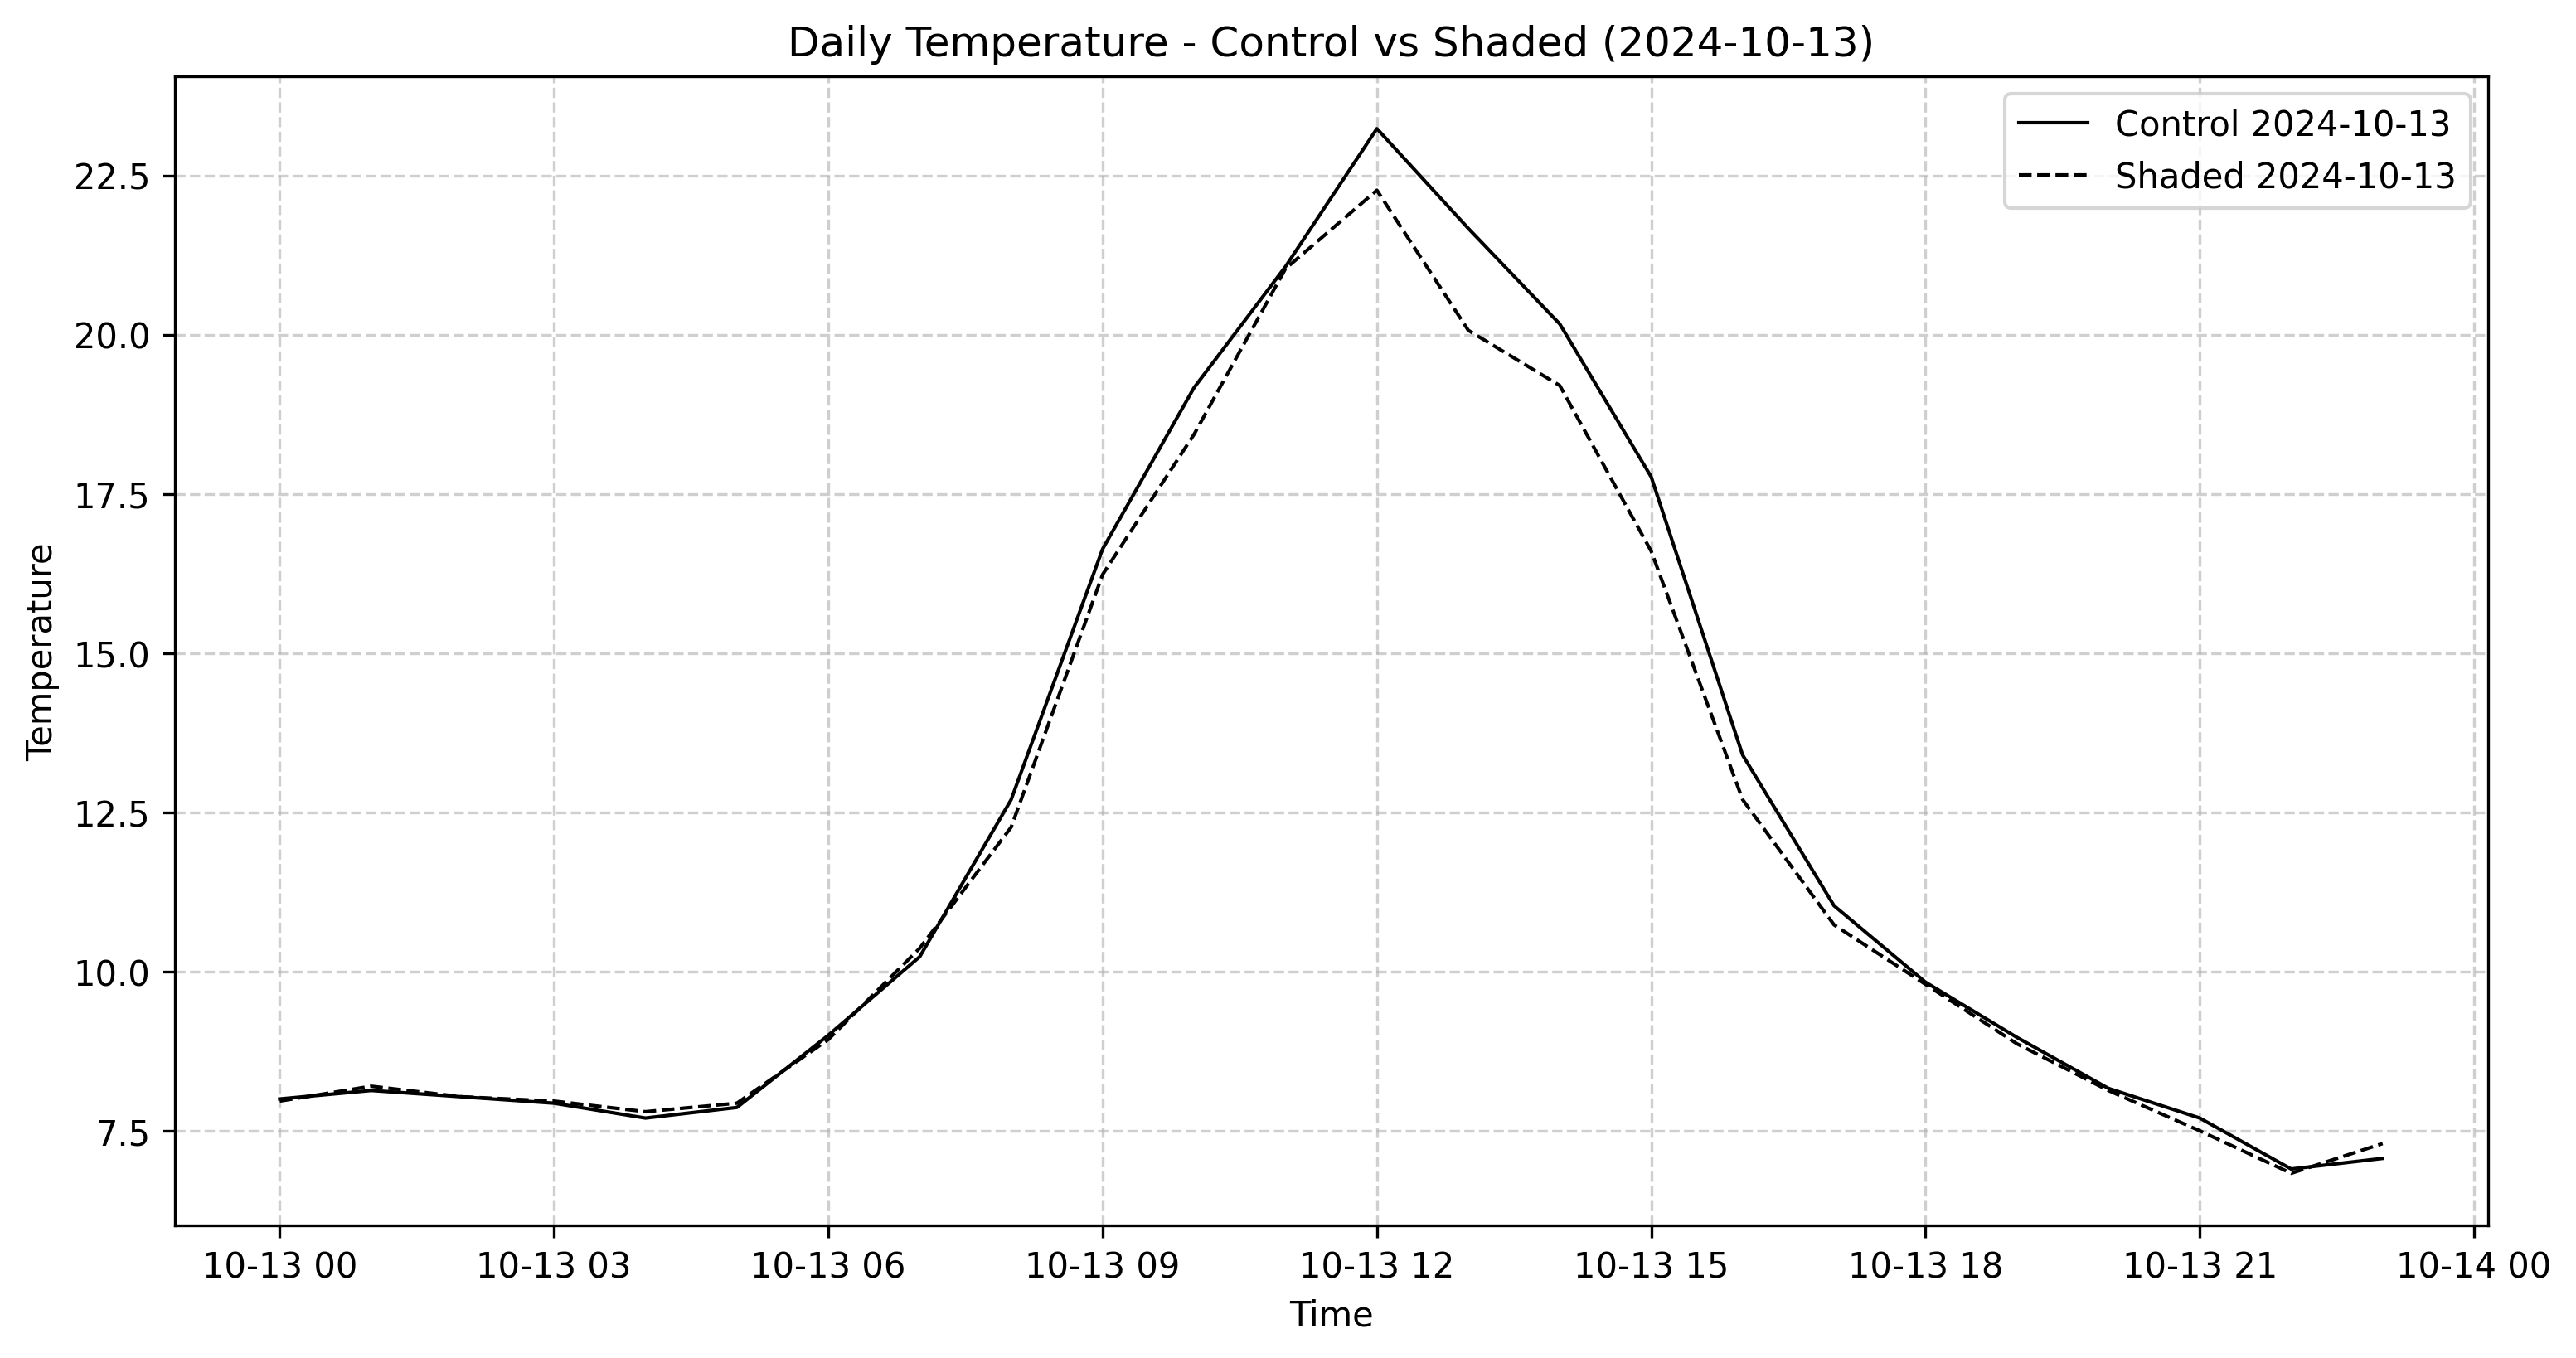 Daily Temperature - Control vs Shaded (2024-10-13)
Control 2024-10-13
Shaded 2024-10-13
Temperature
22.5
20.0
17.5
15.0
12.5
10.0
7.5
10-13 00 10-13 03 10-13 06 10-13 09 10-13 12 10-13 15 10-13 18 10-13 21 10-14 00
Time